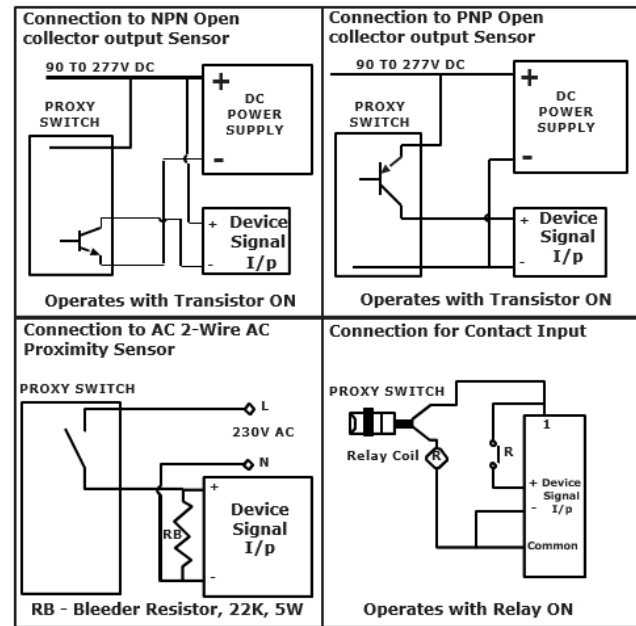 Connection to NPN Open
collector output Sensor
90 T0 277V DC
PROXY
SWITCH
+
DC
POWER
SUPPLY
-
+ Device
Signal
- I/p
Operates with Transistor ON
Connection to PNP Open
collector output Sensor
90 T0 277V DC
PROXY
SWITCH
+
DC
POWER
SUPPLY
-
+ Device
Signal
- I/p
Operates with Transistor ON
Connection to AC 2-Wire AC
Proximity Sensor
PROXY SWITCH
L
230V AC
N
+
Device
Signal
I/p
RB
-
RB - Bleeder Resistor, 22K, 5W
Connection for Contact Input
PROXY SWITCH
1
Relay Coil
R
R
+ Device
Signal
- I/p
Common
Operates with Relay ON